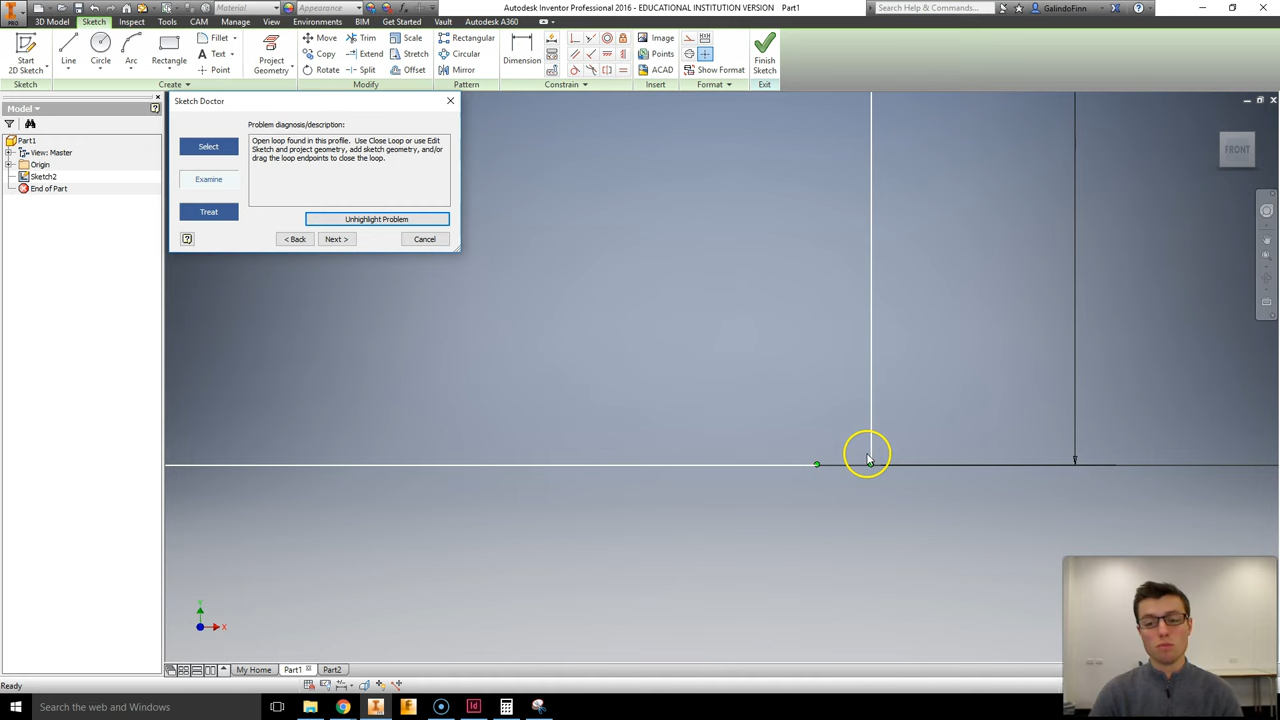 Material
Appearance
Autodesk Inventor Professional 2016 - EDUCATIONAL INSTITUTION VERSION Part1
Search Help & Commands...
GalindoFinn
PRO
3D Model
Sketch
Inspect
Tools
CAM
Manage
View
Environments
BIM
Get Started
Vault
Autodesk A360
Start
2D Sketch
Line
Circle
Arc
Rectangle
Fillet
Text
Point
Project
Geometry
Move
Copy
Rotate
Trim
Extend
Split
Scale
Stretch
Offset
Rectangular
Circular
Mirror
Dimension
Image
Points
ACAD
Show Format
Finish
Sketch
Sketch
Create
Modify
Pattern
Constrain
Insert
Format
Exit
Model
Part1
View: Master
Origin
Sketch2
End of Part
Sketch Doctor
Problem diagnosis/description:
Select
Examine
Treat
Open loop found in this profile. Use Close Loop or use Edit
Sketch and project geometry, add sketch geometry, and/or
drag the loop endpoints to close the loop.
Unhighlight Problem
< Back
Next >
Cancel
FRONT
Y
X
My Home
Part1
Part2
Ready
Search the web and Windows